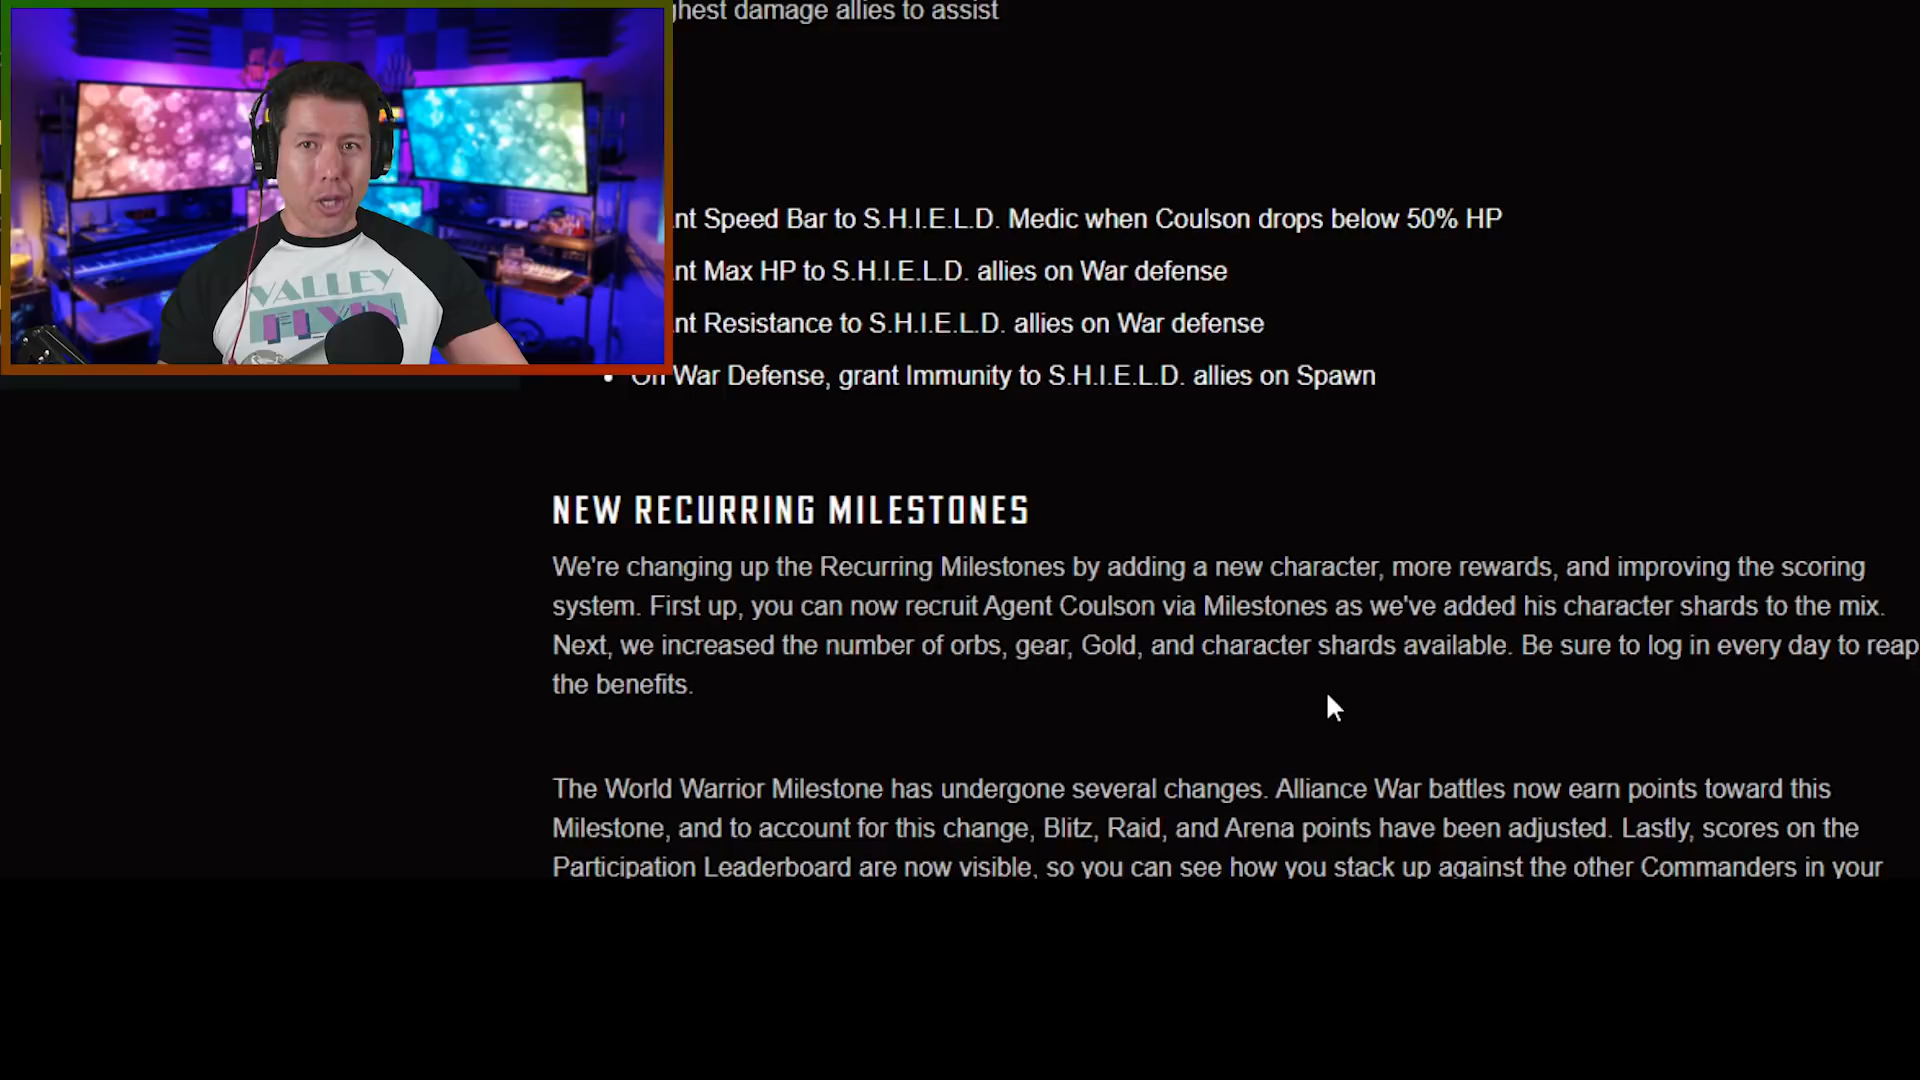 ghest damage allies to assist
nt Speed Bar to S.H.I.E.L.D. Medic when Coulson drops below 50% HP
nt Max HP to S.H.I.E.L.D. allies on War defense
nt Resistance to S.H.I.E.L.D. allies on War defense
• On War Defense, grant Immunity to S.H.I.E.L.D. allies on Spawn
VALLEY
FLYIN
NEW RECURRING MILESTONES
We're changing up the Recurring Milestones by adding a new character, more rewards, and improving the scoring
system. First up, you can now recruit Agent Coulson via Milestones as we've added his character shards to the mix.
Next, we increased the number of orbs, gear, Gold, and character shards available. Be sure to log in every day to reap
the benefits.
The World Warrior Milestone has undergone several changes. Alliance War battles now earn points toward this
Milestone, and to account for this change, Blitz, Raid, and Arena points have been adjusted. Lastly, scores on the
Participation Leaderboard are now visible, so you can see how you stack up against the other Commanders in your